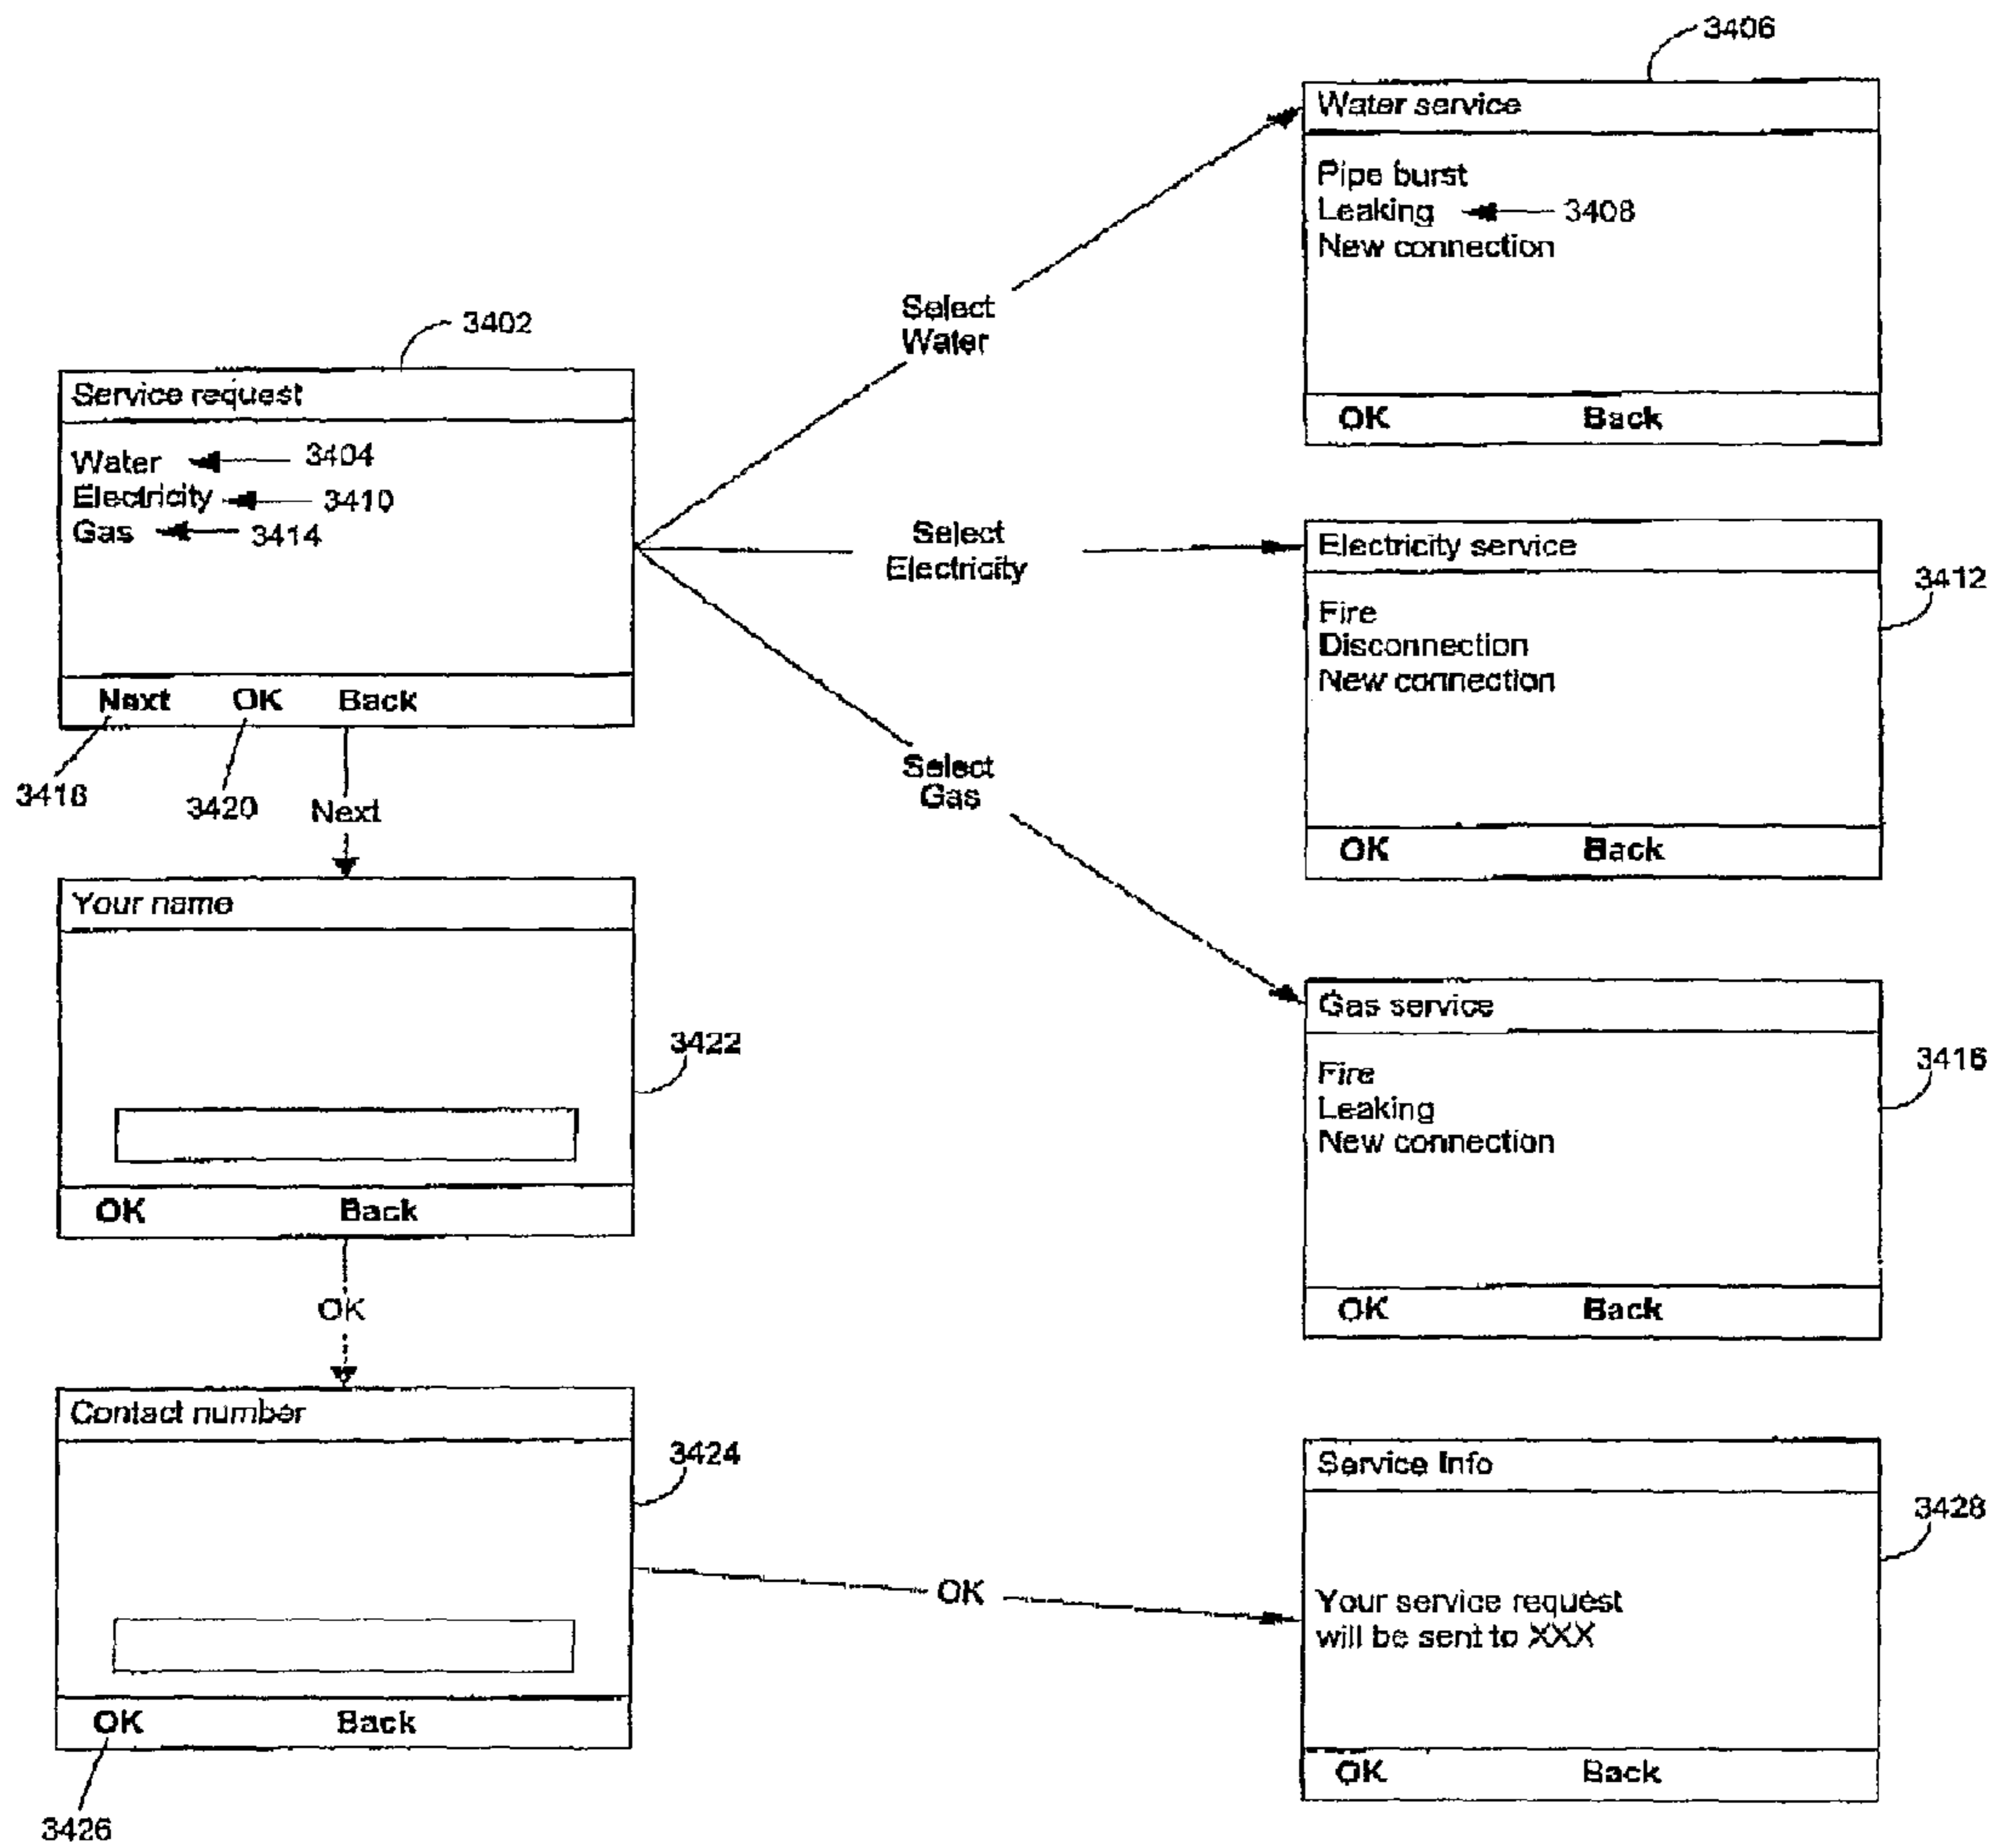 3406
Water service
Pipe burst
Leaking 3408
New connection
OK Back
Select
Water
3402
Service request
Water 3404
Electricity 3410
Gas 3414
Next OK Back
3418
3420
Next
Select
Electricity
Electricity service
3412
Fire
Disconnection
New connection
OK Back
Select
Gas
Your name
3422
OK Back
OK
Gas service
3416
Fire
Leaking
New connection
OK Back
Contact number
3424
OK Back
3426
OK
Service Info
3428
Your service request
will be sent to XXX
OK Back